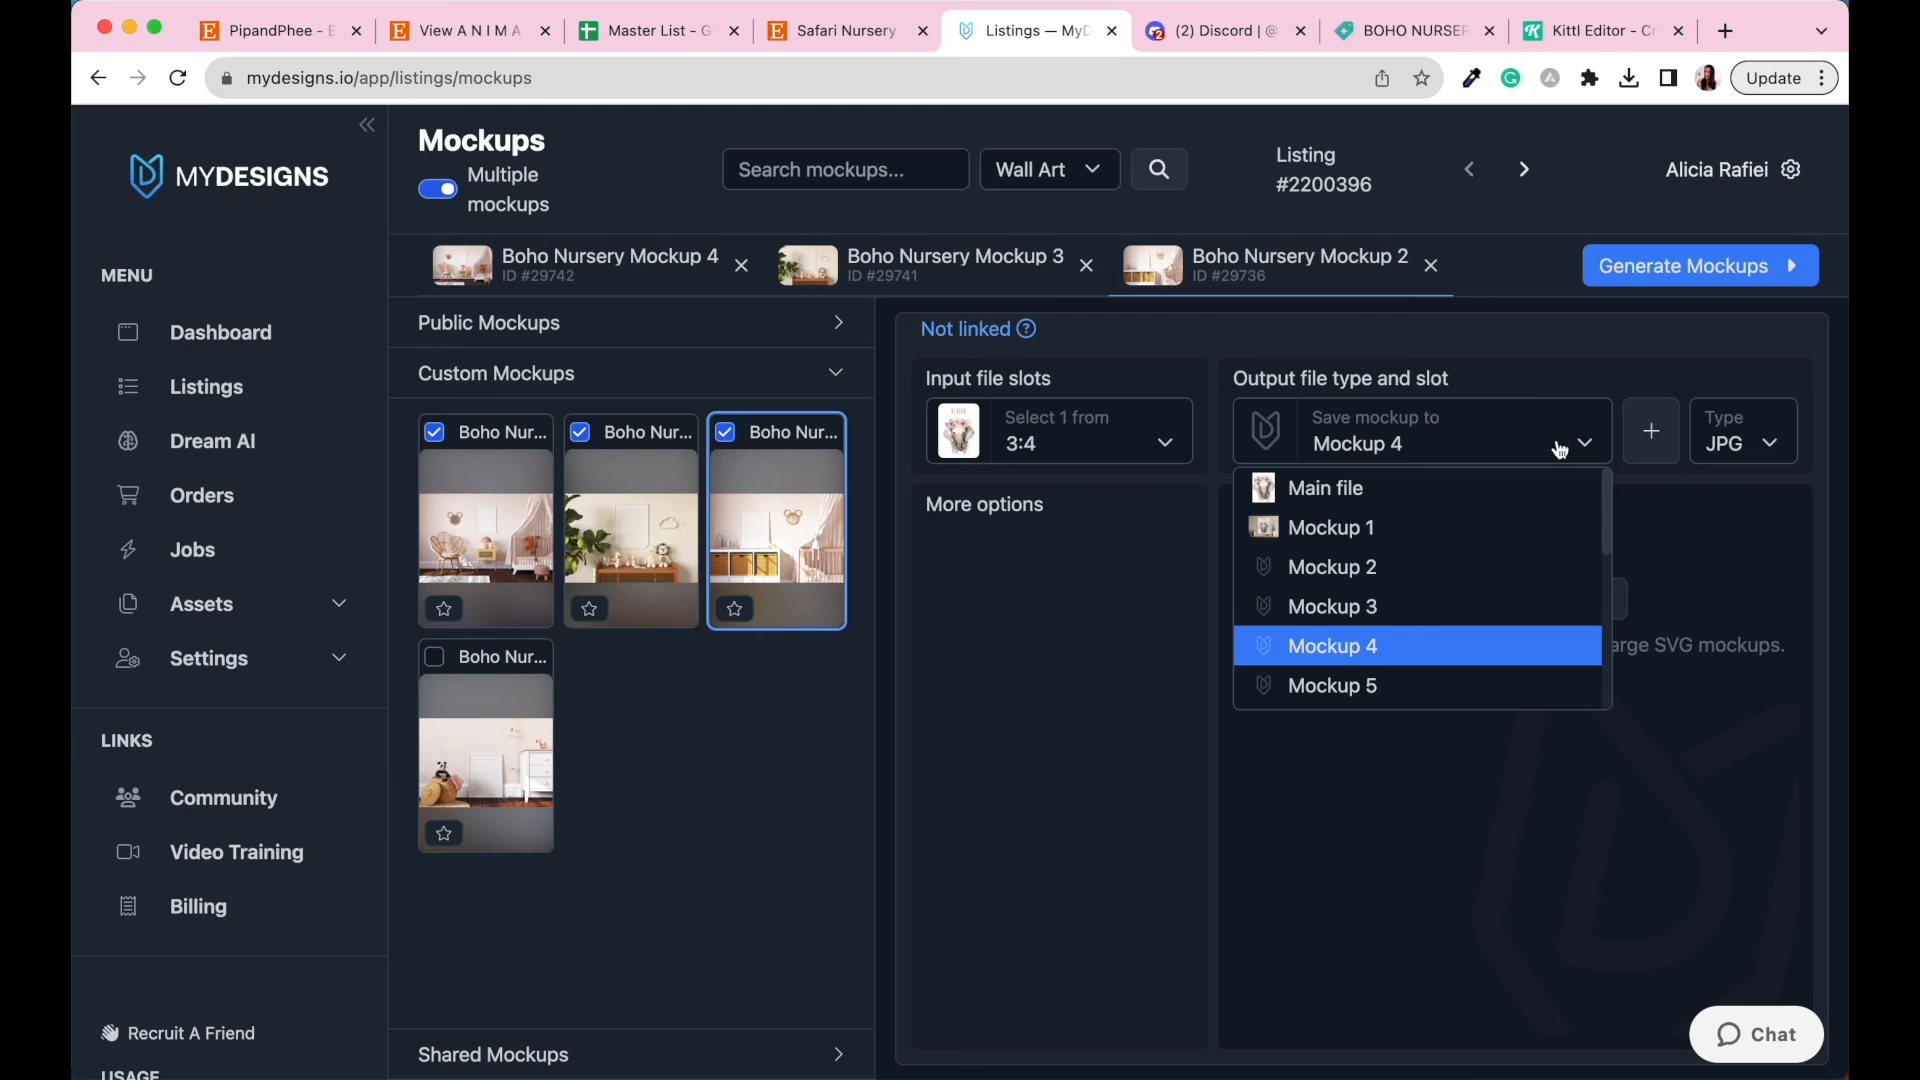 PipandPhee - E
View A N I M A
Master List - G
Safari Nursery
Listings — MyD
(2) Discord | @
BOHO NURSER
Kittl Editor - Cr
mydesigns.io/app/listings/mockups
Update
MYDESIGNS
MENU
Dashboard
Listings
Dream AI
Orders
Jobs
Assets
Settings
LINKS
Community
Video Training
Billing
Recruit A Friend
USAGE
Mockups
Multiple
mockups
Search mockups...
Wall Art
Listing
#2200396
Alicia Rafiei
Boho Nursery Mockup 4
ID #29742
Boho Nursery Mockup 3
ID #29741
Boho Nursery Mockup 2
ID #29736
Generate Mockups
Public Mockups
Custom Mockups
Boho Nur...
Boho Nur...
Boho Nur...
Boho Nur...
Shared Mockups
Not linked
Input file slots
Select 1 from
3:4
More options
Output file type and slot
Save mockup to
Mockup 4
Type
JPG
Main file
Mockup 1
Mockup 2
Mockup 3
Mockup 4
Mockup 5
arge SVG mockups.
Chat